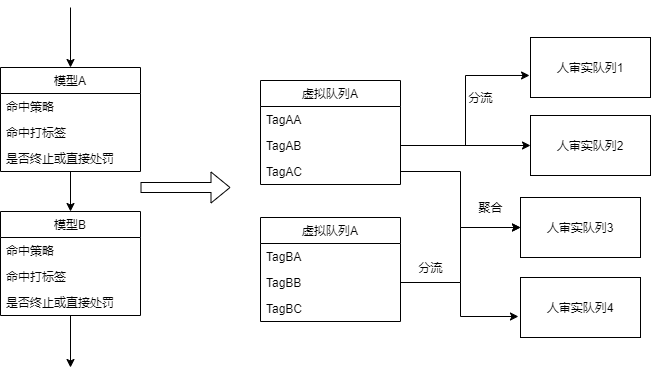 模型A
命中策略
命中打标签
是否终止或直接处罚
模型B
命中策略
命中打标签
是否终止或直接处罚
虚拟队列A
TagAA
TagAB
TagAC
虚拟队列A
TagBA
TagBB
TagBC
分流
聚合
分流
人审实队列1
人审实队列2
人审实队列3
人审实队列4